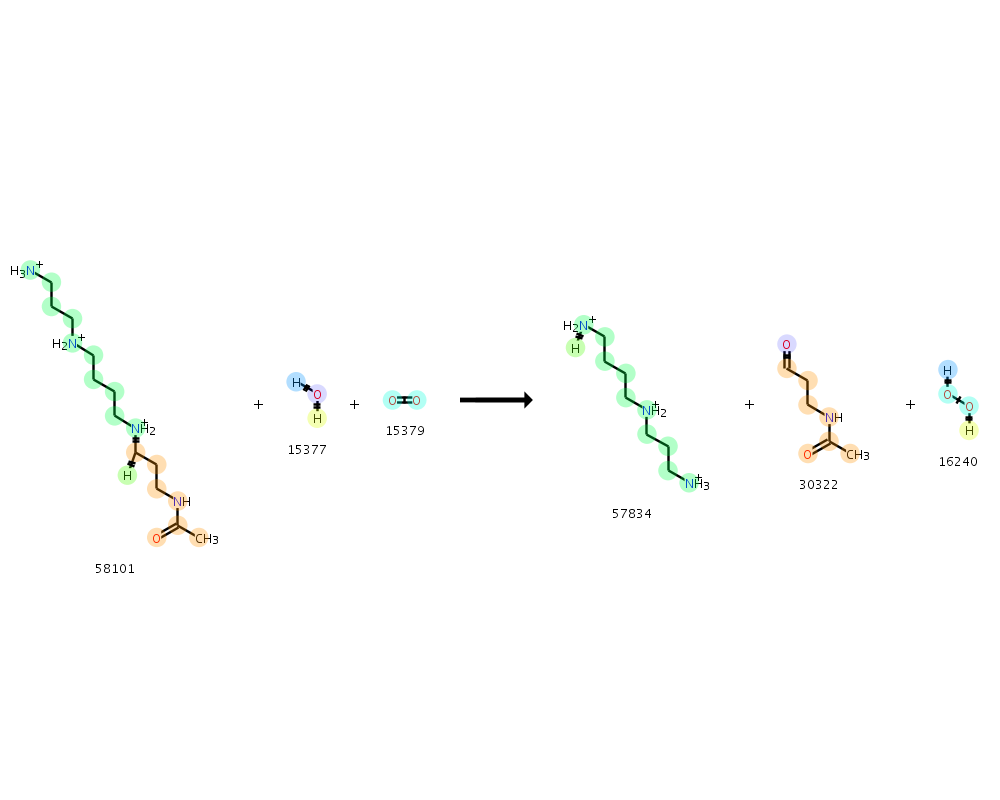 H3N+
H2N+
NH2+
H
NH
O
CH3
58101
+
H
O
H
15377
+
O O
15379
H2N+
H
NH2+
NH3+
57834
+
O
NH
O
CH3
30322
+
H
O
O
H
16240